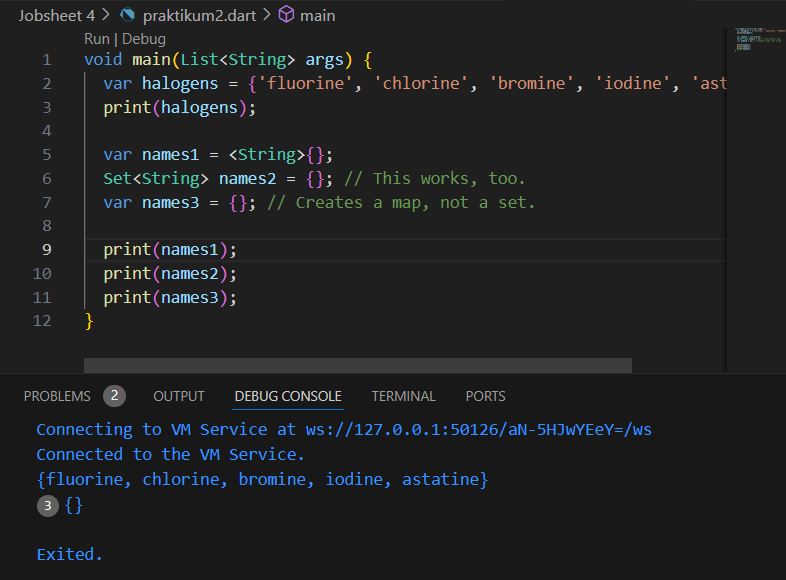 Jobsheet 4 > praktikum2.dart > main
Run | Debug
1 void main(List<String> args) {
2 var halogens = {'fluorine', 'chlorine', 'bromine', 'iodine', 'ast
3 print(halogens);
4
5 var names1 = <String>{};
6 Set<String> names2 = {}; // This works, too.
7 var names3 = {}; // Creates a map, not a set.
8
9 print(names1);
10 print(names2);
11 print(names3);
12 }
PROBLEMS 2 OUTPUT DEBUG CONSOLE TERMINAL PORTS
Connecting to VM Service at ws://127.0.0.1:50126/aN-5HJwYEeY=/ws
Connected to the VM Service.
{fluorine, chlorine, bromine, iodine, astatine}
3 {}
Exited.